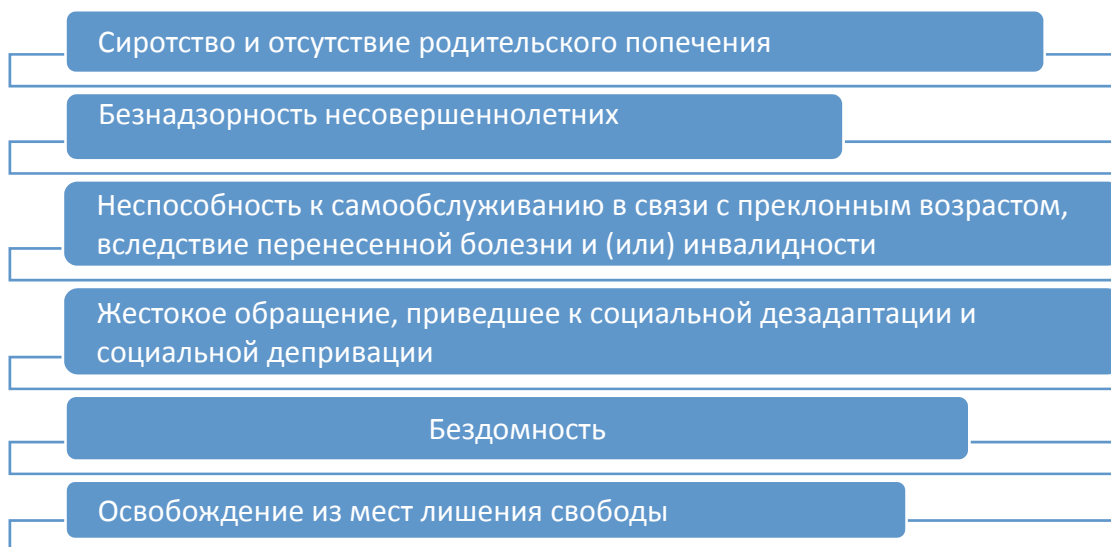 Сиротство и отсутствие родительского попечения
Безнадзорность несовершеннолетних
Неспособность к самообслуживанию в связи с преклонным возрастом,
вследствие перенесенной болезни и (или) инвалидности
Жестокое обращение, приведшее к социальной дезадаптации и
социальной депривации
Бездомность
Освобождение из мест лишения свободы